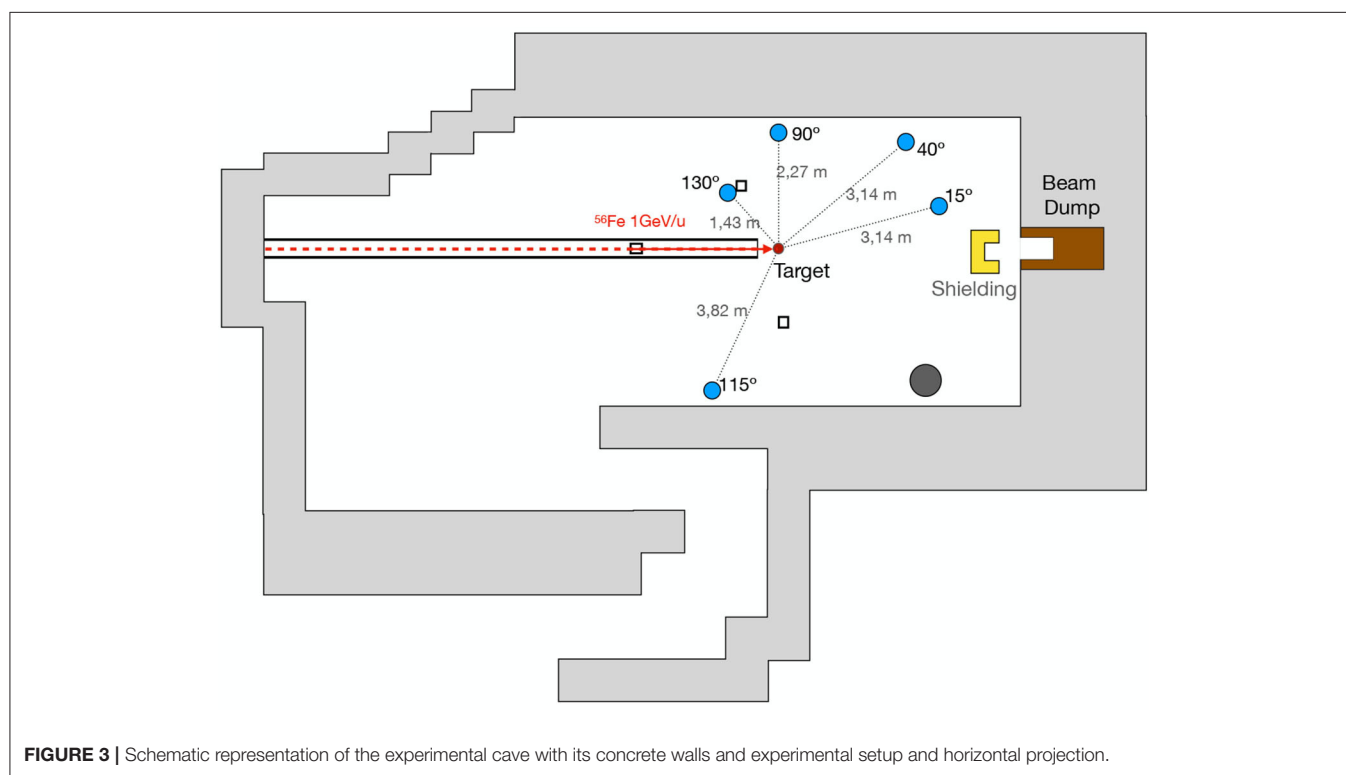 90º
40º
2,27 m
130º
3,14 m
15º
Beam
Dump
⁵⁶Fe 1GeV/u
1,43 m
3,14 m
Target
Shielding
3,82 m
115º
FIGURE 3 | Schematic representation of the experimental cave with its concrete walls and experimental setup and horizontal projection.